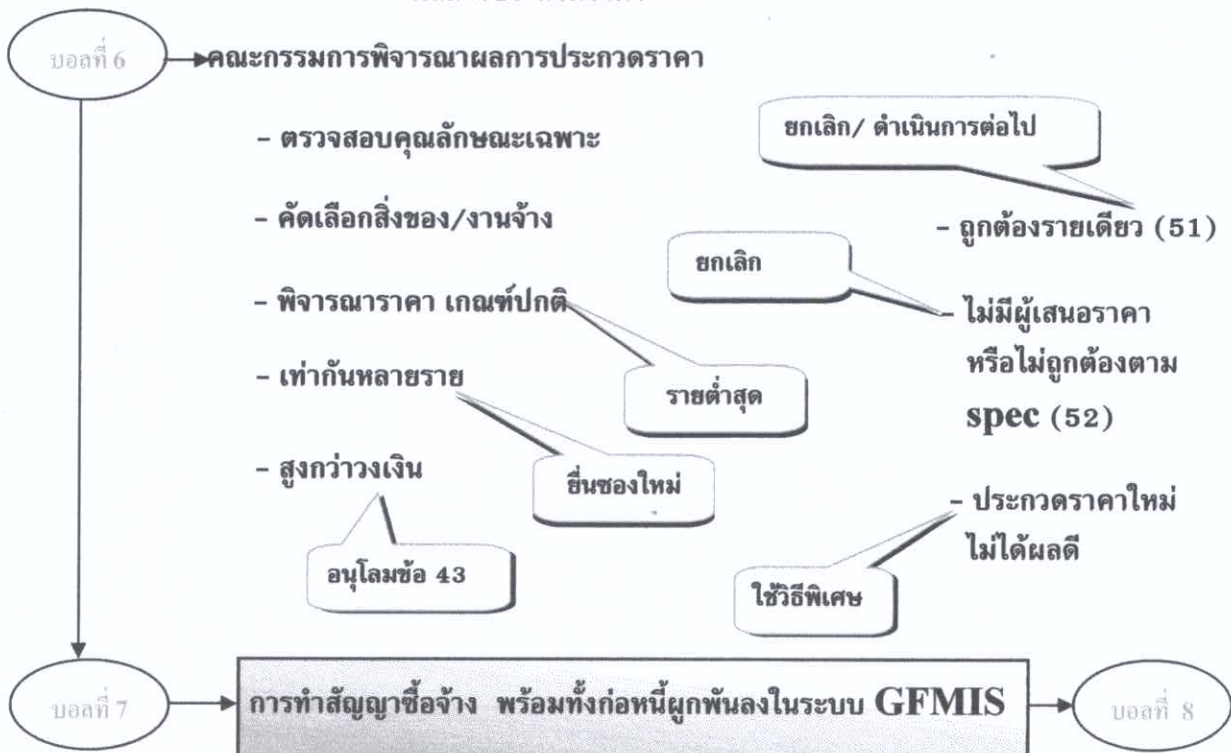 บอลที่ 6
คณะกรรมการพิจารณาผลการประกวดราคา
- ตรวจสอบคุณลักษณะเฉพาะ
- คัดเลือกสิ่งของ/งานจ้าง
- พิจารณาราคา เกณฑ์ปกติ
รายต่ำสุด
- เท่ากันหลายราย
ยื่นซองใหม่
- สูงกว่าวงเงิน
อนุโลมข้อ 43
ยกเลิก/ ดำเนินการต่อไป
- ถูกต้องรายเดียว (51)
ยกเลิก
- ไม่มีผู้เสนอราคา
หรือไม่ถูกต้องตาม
spec (52)
- ประกวดราคาใหม่
ไม่ได้ผลดี
ใช้วิธีพิเศษ
บอลที่ 7
การทำสัญญาซื้อจ้าง พร้อมทั้งก่อหนี้ผูกพันลงในระบบ GFMIS
บอลที่ 8